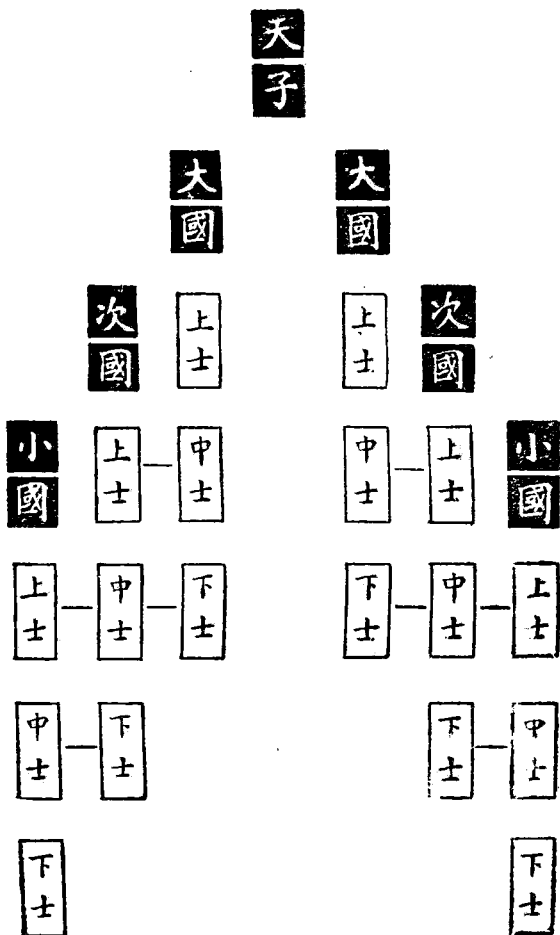 天子
大國 大國
次國 上士 上士 次國
小國 上士 中士 中士 上士 小國
上士 中士 下士 下士 中士 上士
中士 下士 下士 中士
下士 下士